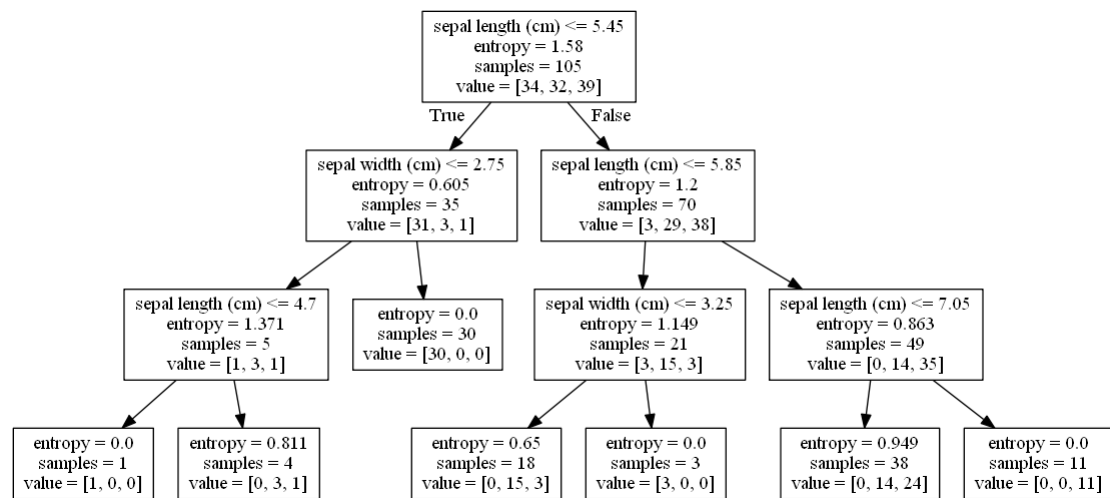 sepal length (cm) <= 5.45
entropy = 1.58
samples = 105
value = [34, 32, 39]
True
False
sepal width (cm) <= 2.75
entropy = 0.605
samples = 35
value = [31, 3, 1]
sepal length (cm) <= 5.85
entropy = 1.2
samples = 70
value = [3, 29, 38]
sepal length (cm) <= 4.7
entropy = 1.371
samples = 5
value = [1, 3, 1]
entropy = 0.0
samples = 30
value = [30, 0, 0]
sepal width (cm) <= 3.25
entropy = 1.149
samples = 21
value = [3, 15, 3]
sepal length (cm) <= 7.05
entropy = 0.863
samples = 49
value = [0, 14, 35]
entropy = 0.0
samples = 1
value = [1, 0, 0]
entropy = 0.811
samples = 4
value = [0, 3, 1]
entropy = 0.65
samples = 18
value = [0, 15, 3]
entropy = 0.0
samples = 3
value = [3, 0, 0]
entropy = 0.949
samples = 38
value = [0, 14, 24]
entropy = 0.0
samples = 11
value = [0, 0, 11]